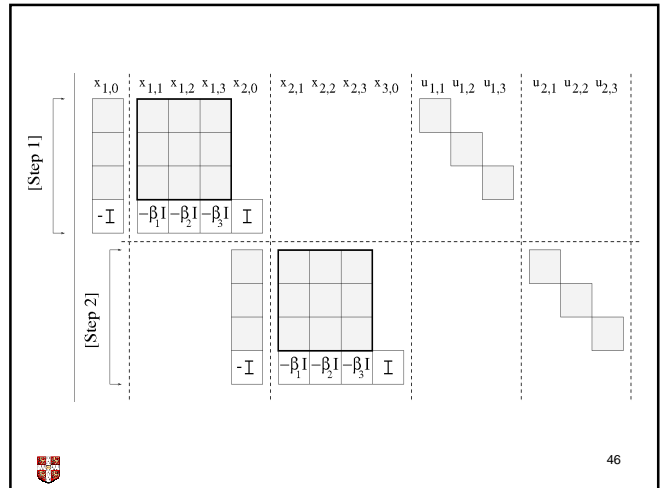 x1,0 x1,1 x1,2 x1,3 x2,0 x2,1 x2,2 x2,3 x3,0 u1,1 u1,2 u1,3 u2,1 u2,2 u2,3
[Step 1]
-I -β1I -β2I -β3I I
[Step 2]
-I -β1I -β2I -β3I I
46